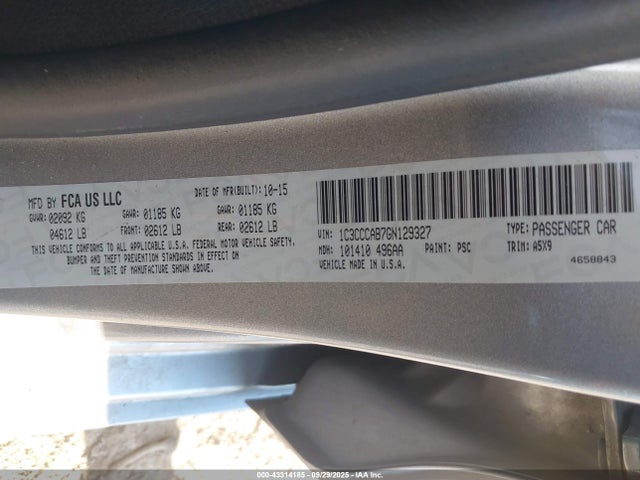 MFD BY FCA US LLC
DATE OF MFR(BUILT): 10-15
GVWR: 02092 KG
GAWR: 01185 KG
GAWR: 01185 KG
04612 LB
FRONT: 02612 LB
REAR: 02612 LB
THIS VEHICLE CONFORMS TO ALL APPLICABLE U.S.A. FEDERAL MOTOR VEHICLE SAFETY,
BUMPER AND THEFT PREVENTION STANDARDS IN EFFECT ON
THE DATE OF MANUFACTURE SHOWN ABOVE.
VIN: 1C3CCCAB7GN129327
TYPE: PASSENGER CAR
MDH: 101410 496AA
PAINT: PSC
TRIM: A5X9
VEHICLE MADE IN U.S.A.
4658843
000-43314185 - 09/29/2025 - IAA Inc.